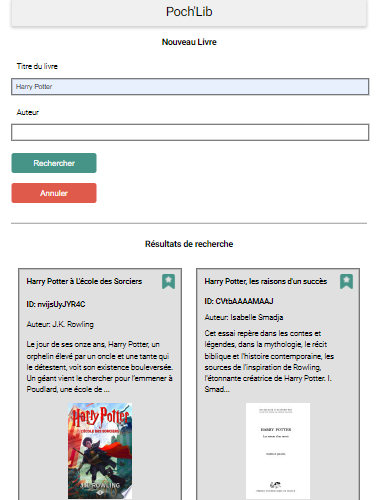 Poch'Lib
Nouveau Livre
Titre du livre
Harry Potter
Auteur
Rechercher
Annuler
Résultats de recherche
Harry Potter à L'école des Sorciers
ID: nvijsUyJYR4C
Auteur: J.K. Rowling
Le jour de ses onze ans, Harry Potter, un
orphelin élevé par un oncle et une tante qui
le détestent, voit son existence bouleversée.
Un géant vient le chercher pour l'emmener à
Poudlard, une école de ...
Harry Potter
L'ÉCOLE DES SORCIERS
J.K. ROWLING
Harry Potter, les raisons d'un succès
ID: CVtbAAAAMAAJ
Auteur: Isabelle Smadja
Cet essai repère dans les contes et
légendes, dans la mythologie, le récit
biblique et l'histoire contemporaine, les
sources de l'inspiration de Rowling,
l'étonnante créatrice de Harry Potter. I.
Smad...
HARRY POTTER